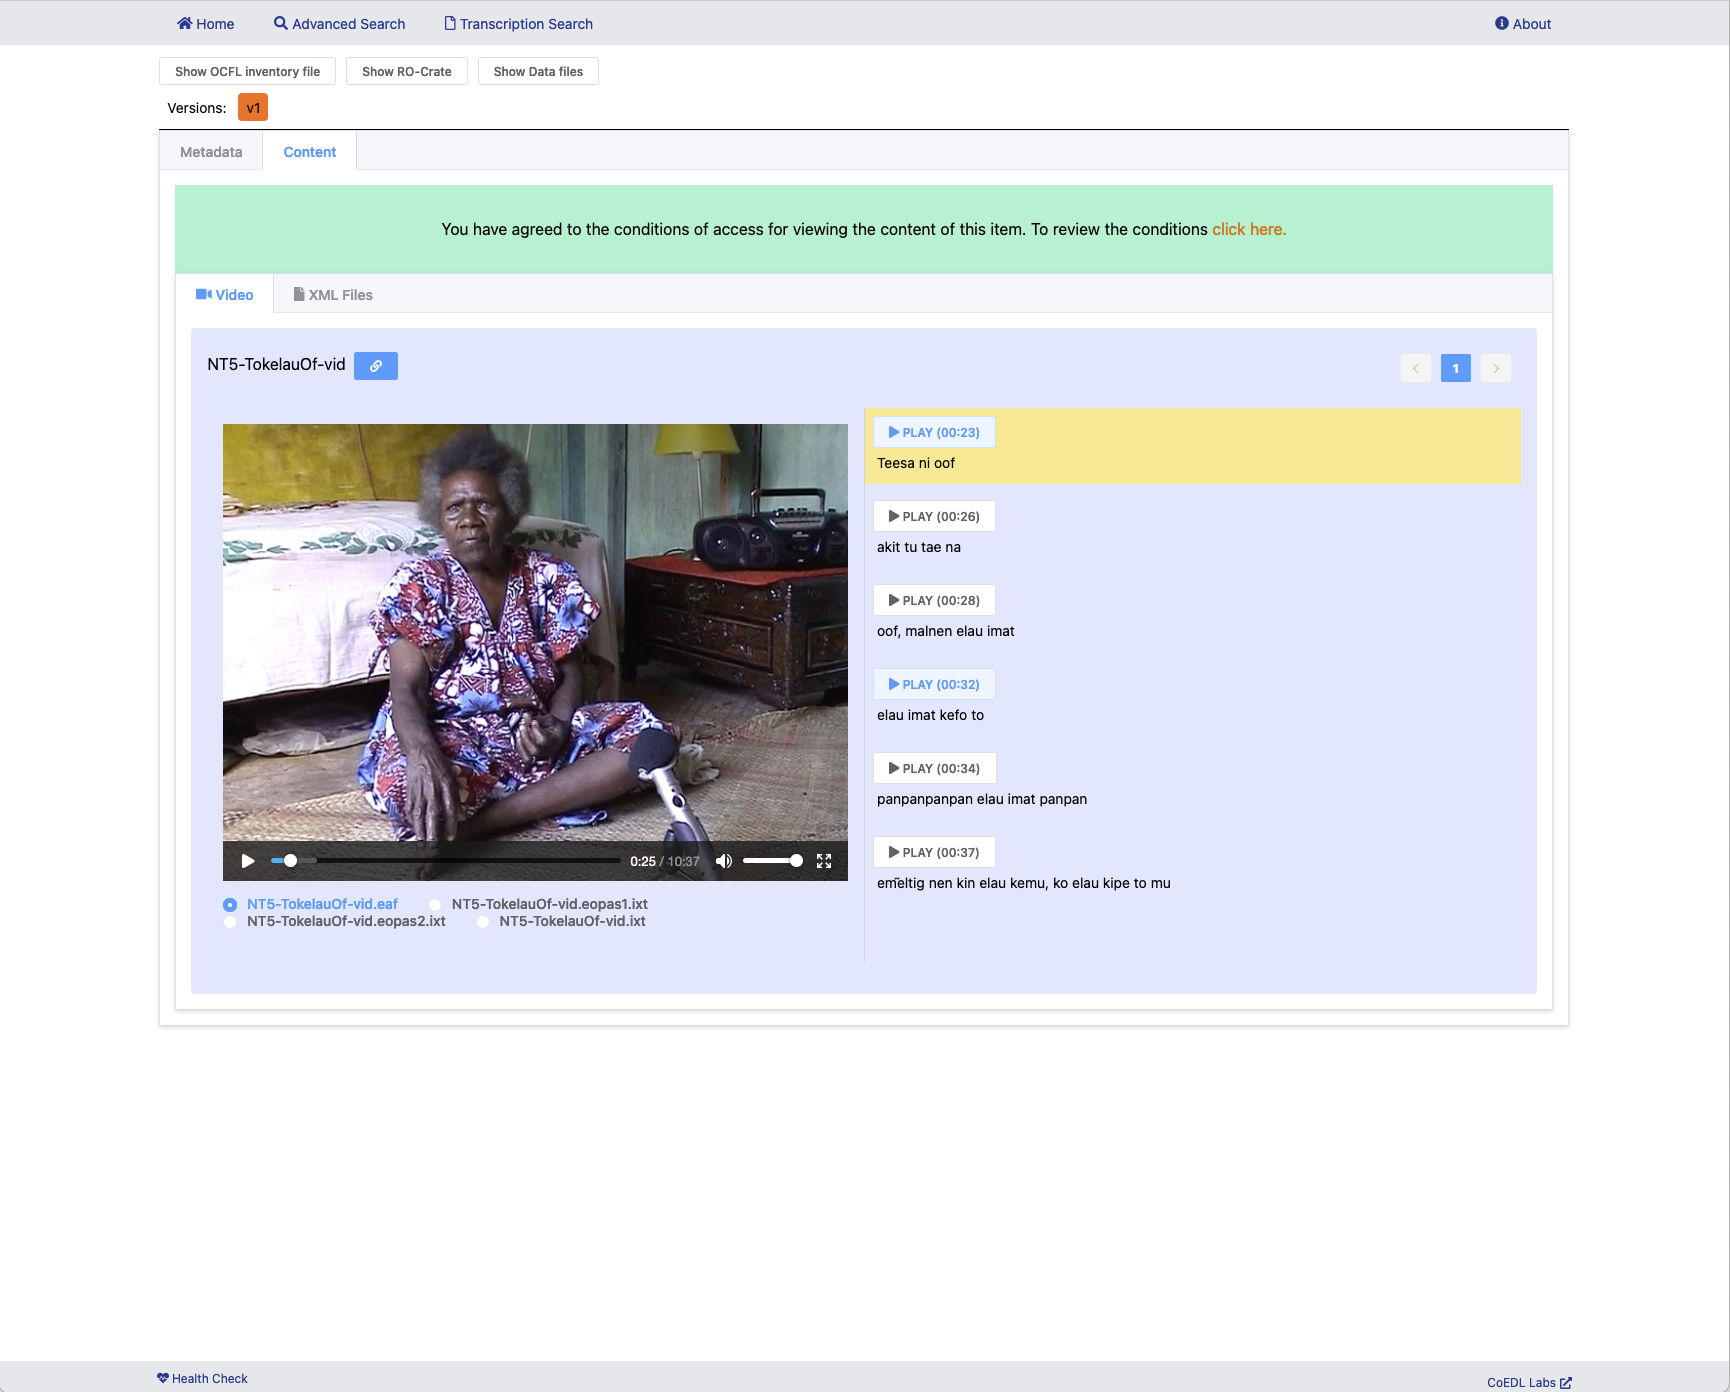 Home Advanced Search Transcription Search About
Show OCFL inventory file Show RO-Crate Show Data files
Versions: v1
Metadata Content
You have agreed to the conditions of access for viewing the content of this item. To review the conditions click here.
Video XML Files
NT5-TokelauOf-vid
1
PLAY (00:23)
Teesa ni oof
PLAY (00:26)
akit tu tae na
PLAY (00:28)
oof, malnen elau imat
PLAY (00:32)
elau imat kefo to
PLAY (00:34)
panpanpanpan elau imat panpan
PLAY (00:37)
em̃eltig nen kin elau kemu, ko elau kipe to mu
0:25 / 10:37
NT5-TokelauOf-vid.eaf NT5-TokelauOf-vid.eopas1.ixt
NT5-TokelauOf-vid.eopas2.ixt NT5-TokelauOf-vid.ixt
Health Check CoEDL Labs